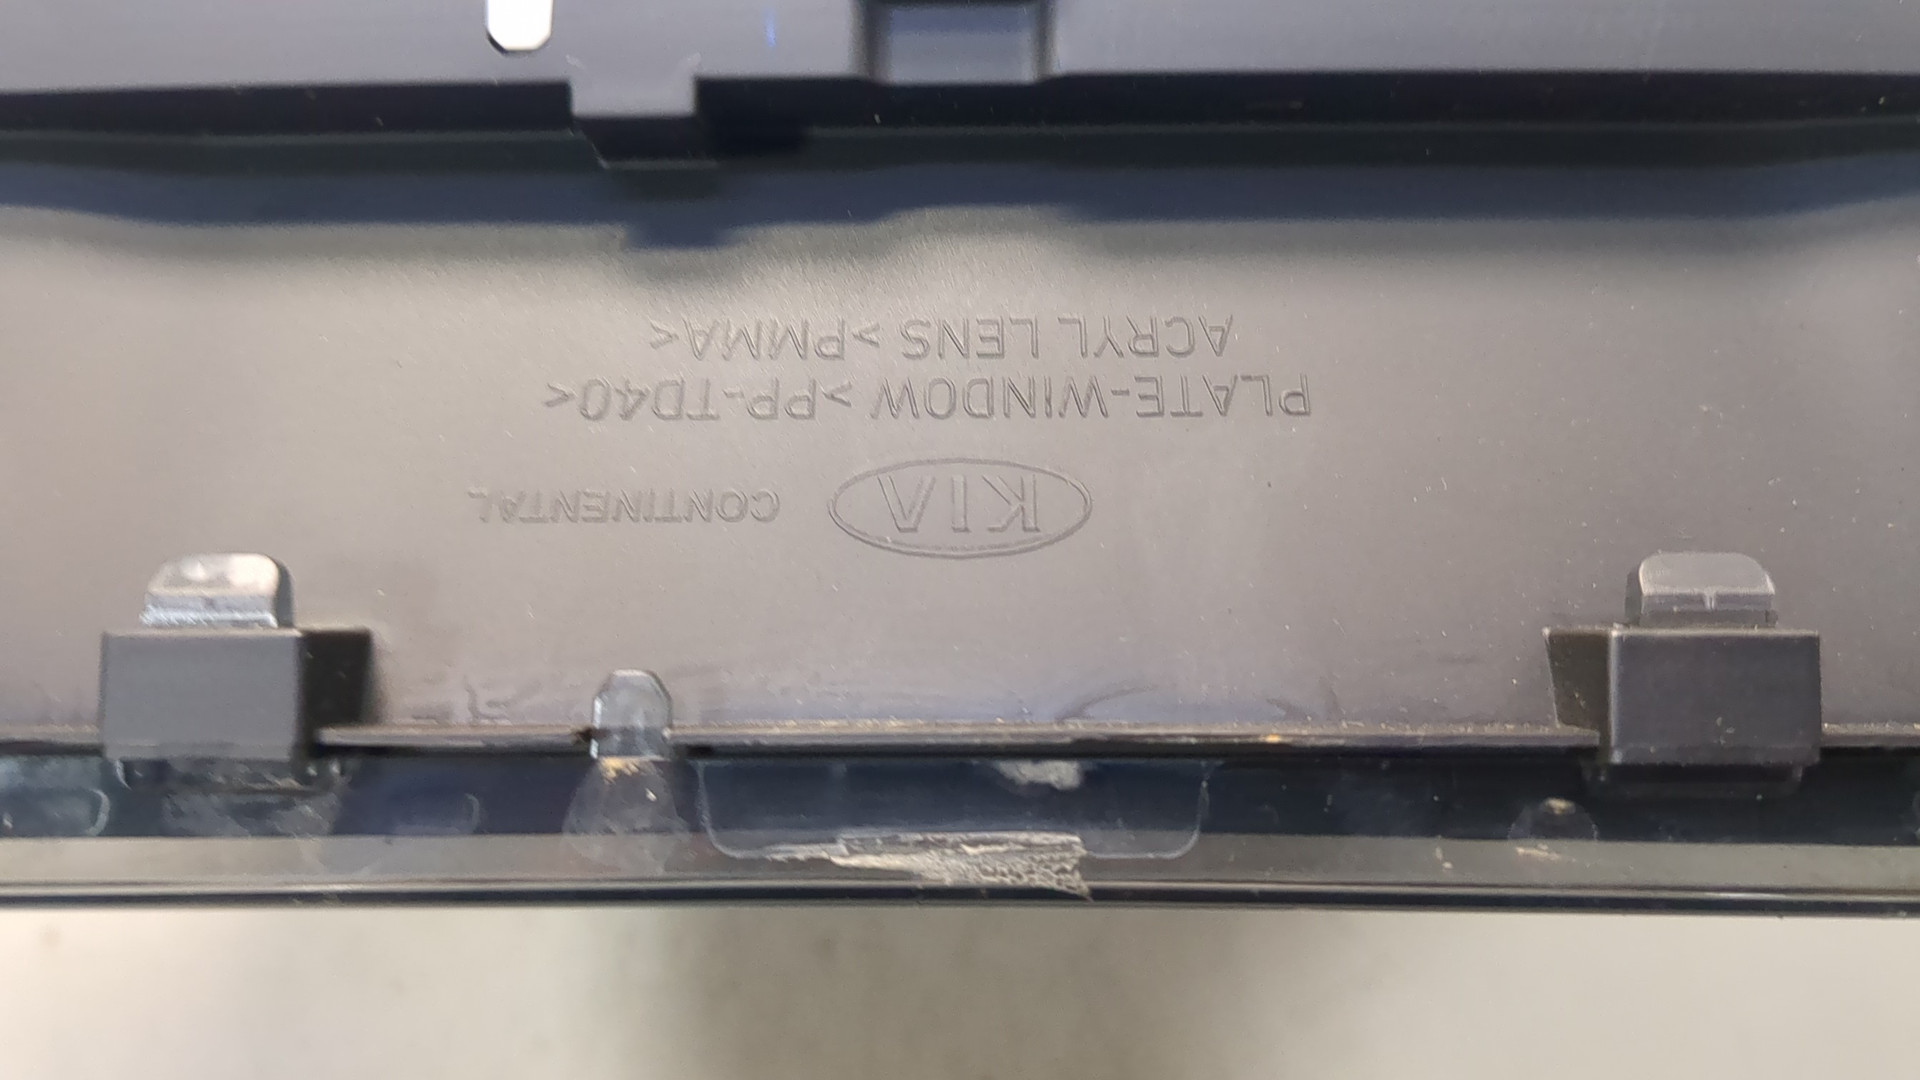 KIA CONTINENTAL
PLATE-WINDOW >PP-TD40<
ACRYL LENS >PMMA<